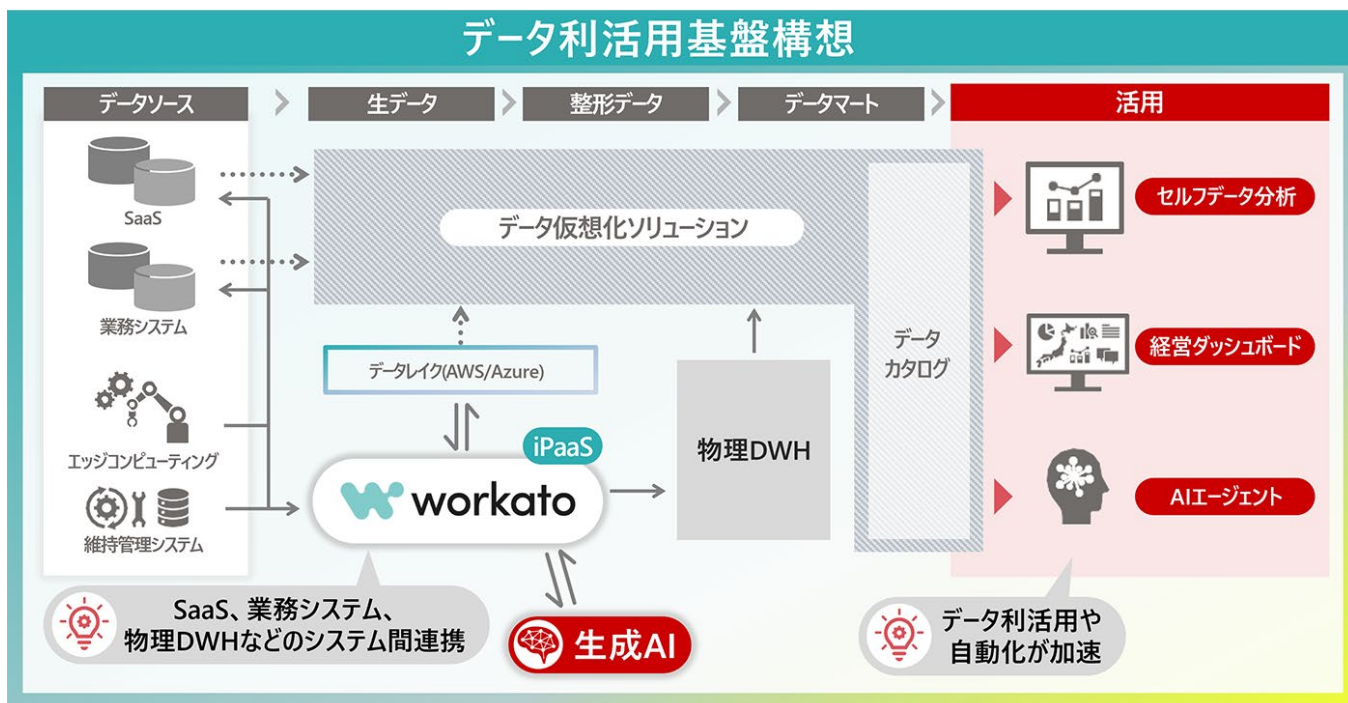 データ利活用基盤構想
データソース
生データ
整形データ
データマート
活用
SaaS
業務システム
エッジコンピューティング
維持管理システム
データ仮想化ソリューション
データレイク(AWS/Azure)
iPaaS
workato
物理DWH
データ
カタログ
セルフデータ分析
経営ダッシュボード
AIエージェント
SaaS、業務システム、
物理DWHなどのシステム間連携
生成AI
データ利活用や
自動化が加速